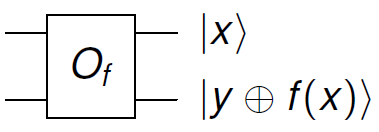 |x⟩
O_f
|y ⊕ f(x)⟩